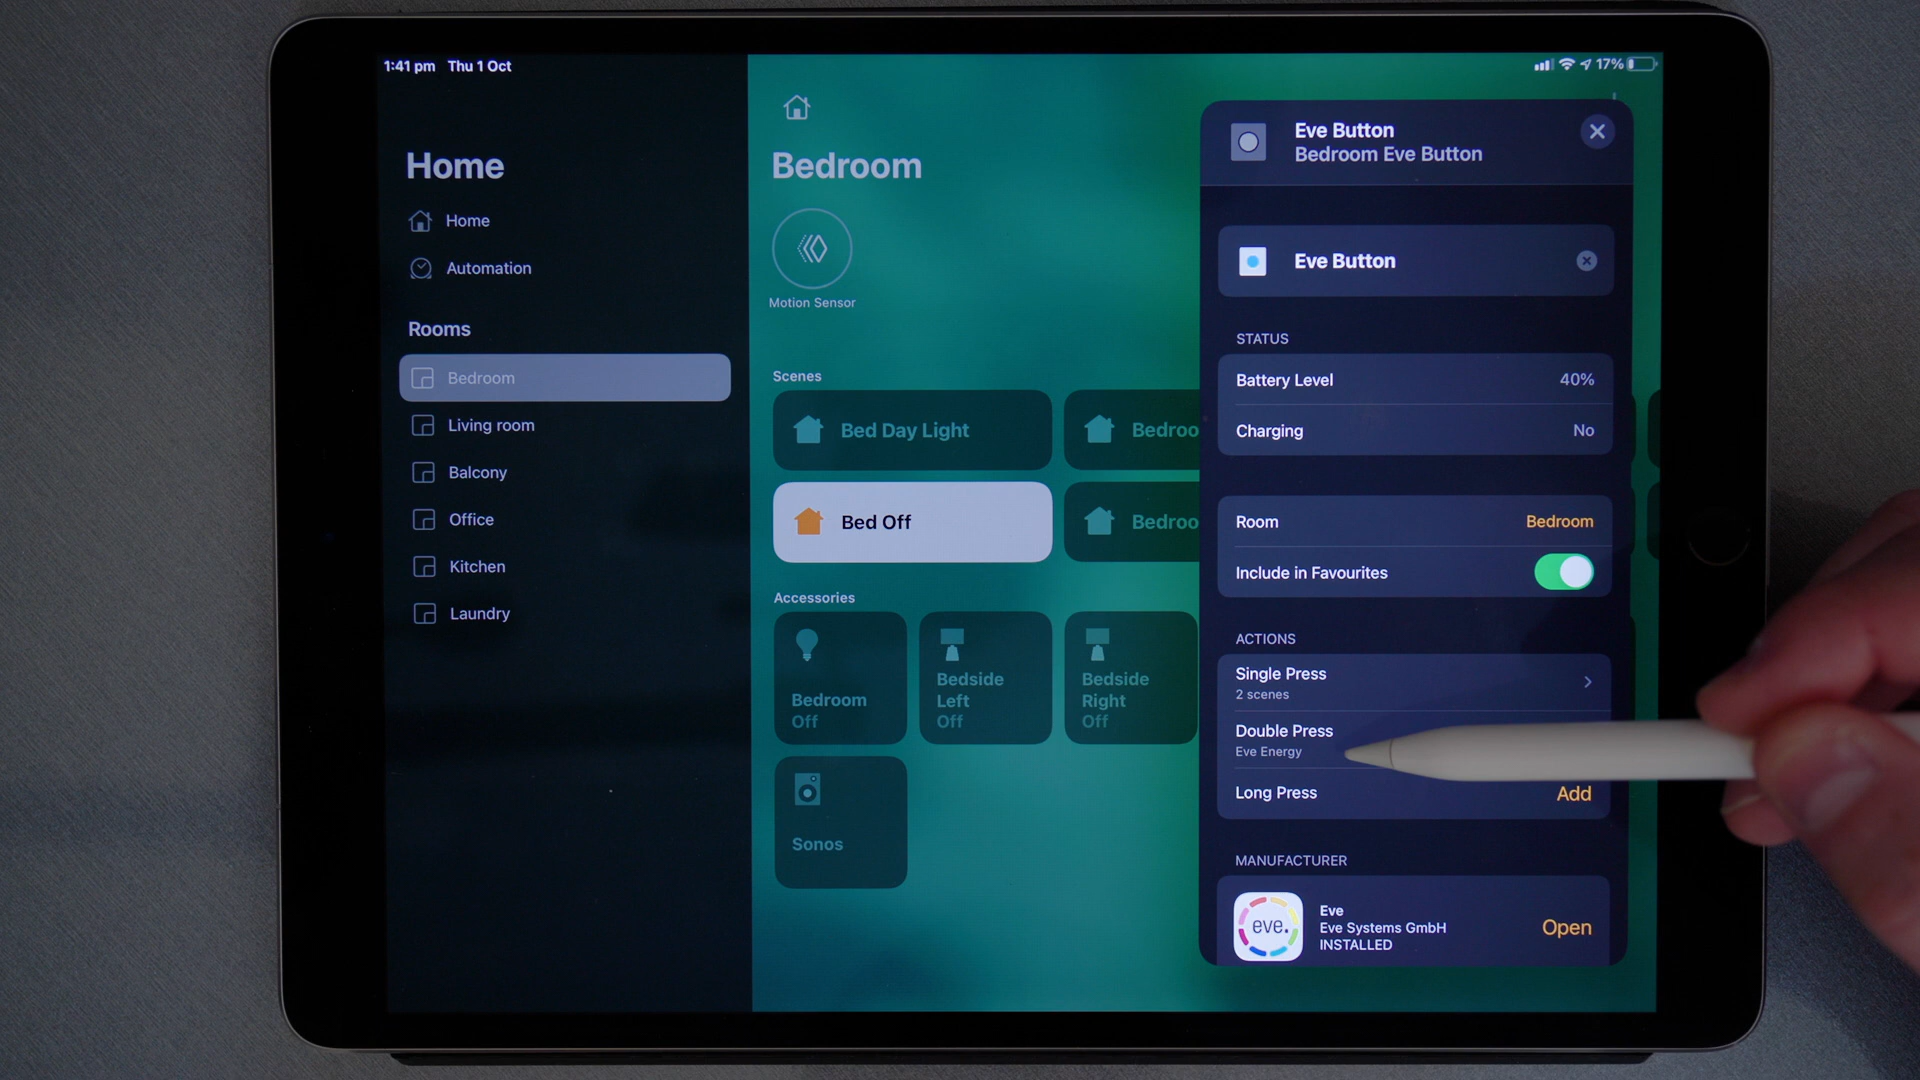 1:41 pm Thu 1 Oct
17%
Home
Home
Automation
Rooms
Bedroom
Living room
Balcony
Office
Kitchen
Laundry
Bedroom
Motion Sensor
Scenes
Bed Day Light
Bedroo
Bed Off
Bedroo
Accessories
Bedroom
Off
Bedside
Left
Off
Bedside
Right
Off
Sonos
Eve Button
Bedroom Eve Button
Eve Button
STATUS
Battery Level 40%
Charging No
Room Bedroom
Include in Favourites
ACTIONS
Single Press
2 scenes
Double Press
Eve Energy
Long Press Add
MANUFACTURER
eve.
Eve
Eve Systems GmbH
INSTALLED
Open